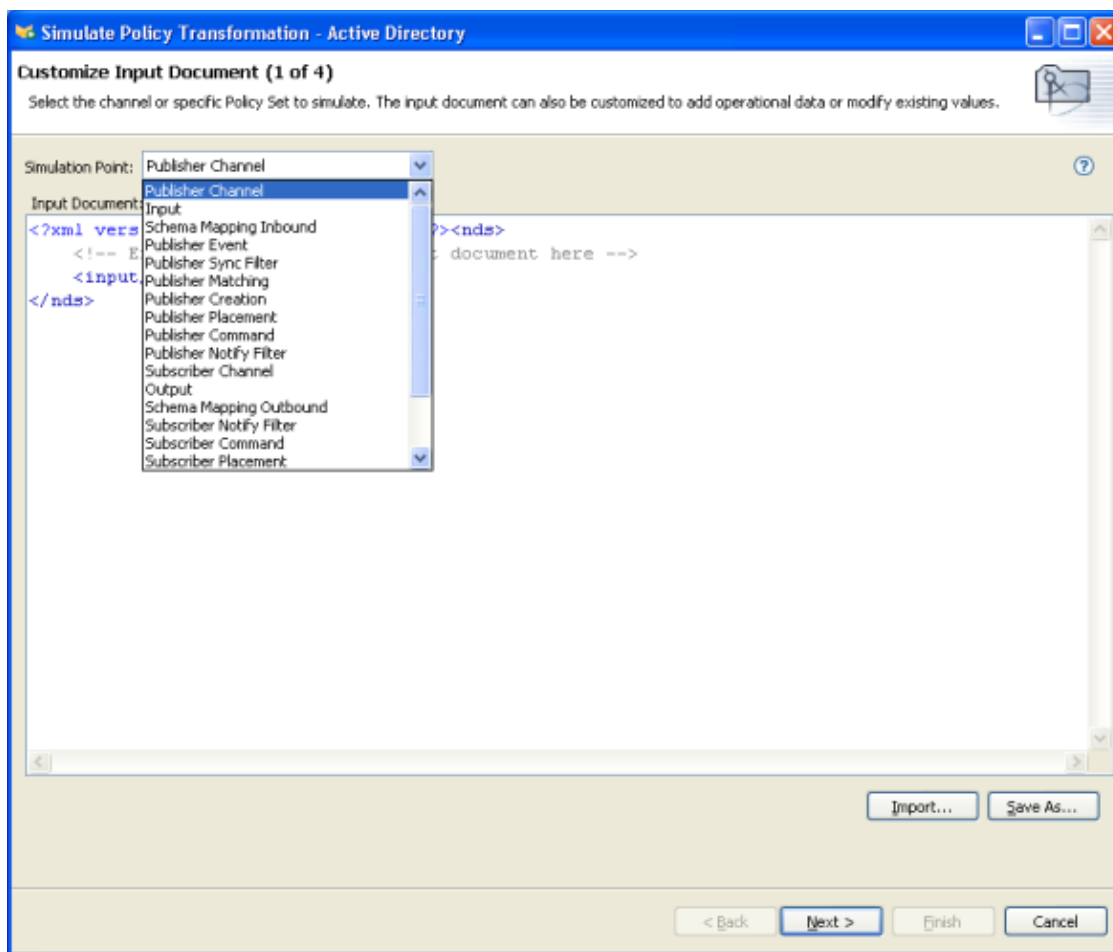 Simulate Policy Transformation - Active Directory
Customize Input Document (1 of 4)
Select the channel or specific Policy Set to simulate. The input document can also be customized to add operational data or modify existing values.
Simulation Point: Publisher Channel
Publisher Channel
Input Document:
Input
Schema Mapping Inbound
<?xml vers ?><nds>
Publisher Event
<!-- E t document here -->
Publisher Sync Filter
<input, Publisher Matching
Publisher Creation
</nds>
Publisher Placement
Publisher Command
Publisher Notify Filter
Subscriber Channel
Output
Schema Mapping Outbound
Subscriber Notify Filter
Subscriber Command
Subscriber Placement
Import... Save As...
< Back Next > Finish Cancel